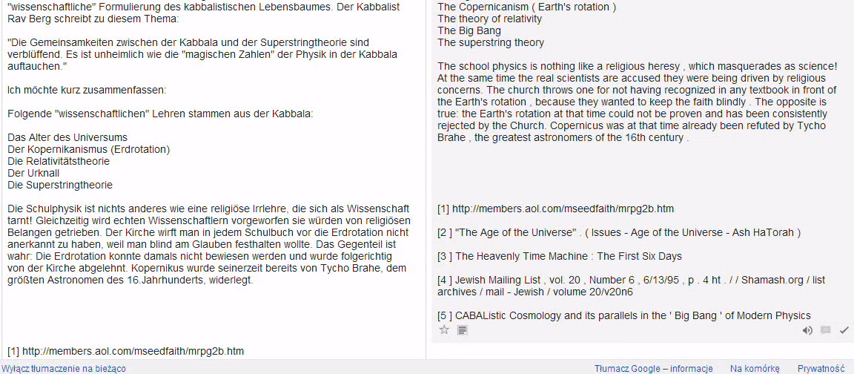 "wissenschaftliche" Formulierung des kabbalistischen Lebensbaumes. Der Kabbalist
Rav Berg schreibt zu diesem Thema:
"Die Gemeinsamkeiten zwischen der Kabbala und der Superstringtheorie sind
verblüffend. Es ist unheimlich wie die "magischen Zahlen" der Physik in der Kabbala
auftauchen."
Ich möchte kurz zusammenfassen:
Folgende "wissenschaftlichen" Lehren stammen aus der Kabbala:
Das Alter des Universums
Der Kopernikanismus (Erdrotation)
Die Relativitätstheorie
Der Urknall
Die Superstringtheorie
Die Schulphysik ist nichts anderes wie eine religiöse Irrlehre, die sich als Wissenschaft
tarnt! Gleichzeitig wird echten Wissenschaftlern vorgeworfen sie würden von religiösen
Belangen getrieben. Der Kirche wirft man in jedem Schulbuch vor die Erdrotation nicht
anerkannt zu haben, weil man blind am Glauben festhalten wollte. Das Gegenteil ist
wahr: Die Erdrotation konnte damals nicht bewiesen werden und wurde folgerichtig
von der Kirche abgelehnt. Kopernikus wurde seinerzeit bereits von Tycho Brahe, dem
größten Astronomen des 16.Jahrhunderts, widerlegt.
[1] http://members.aol.com/mseedfaith/mrpg2b.htm
The Copernicanism ( Earth's rotation )
The theory of relativity
The Big Bang
The superstring theory
The school physics is nothing like a religious heresy , which masquerades as science!
At the same time the real scientists are accused they were being driven by religious
concerns. The church throws one for not having recognized in any textbook in front of
the Earth's rotation , because they wanted to keep the faith blindly . The opposite is
true: the Earth's rotation at that time could not be proven and has been consistently
rejected by the Church. Copernicus was at that time already been refuted by Tycho
Brahe , the greatest astronomers of the 16th century .
[1] http://members.aol.com/mseedfaith/mrpg2b.htm
[2 ] "The Age of the Universe" . ( Issues - Age of the Universe - Ash HaTorah )
[3 ] The Heavenly Time Machine : The First Six Days
[4 ] Jewish Mailing List , vol. 20 , Number 6 , 6/13/95 , p . 4 ht . / / Shamash.org / list
archives / mail - Jewish / volume 20/v20n6
[5 ] CABAListic Cosmology and its parallels in the ' Big Bang ' of Modern Physics
Wyłącz tłumaczenie na bieżąco
Tłumacz Google – informacje
Na komórkę
Prywatność